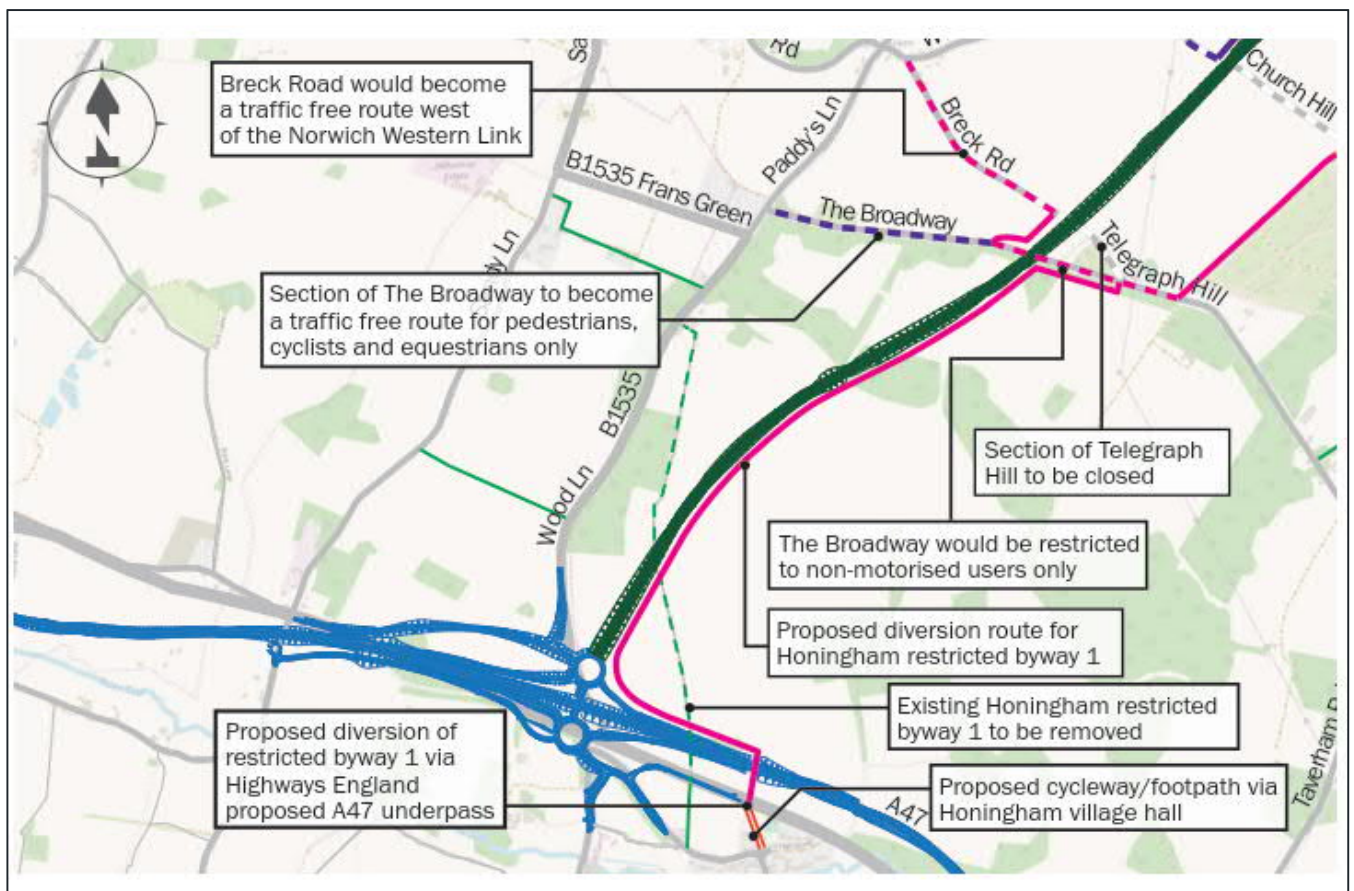 Rd
Sa
W
Church Hill
Breck Road would become
a traffic free route west
of the Norwich Western Link
Paddy's Ln
Breck Rd
N
B1535 Frans Green
The Broadway
Telegraph Hill
dy Ln
Section of The Broadway to become
a traffic free route for pedestrians,
cyclists and equestrians only
B1535
Section of Telegraph
Hill to be closed
Wood Ln
The Broadway would be restricted
to non-motorised users only
Proposed diversion route for
Honingham restricted byway 1
Existing Honingham restricted
byway 1 to be removed
Proposed diversion of
restricted byway 1 via
Highways England
proposed A47 underpass
Proposed cycleway/footpath via
Honingham village hall
A47
Taverham R